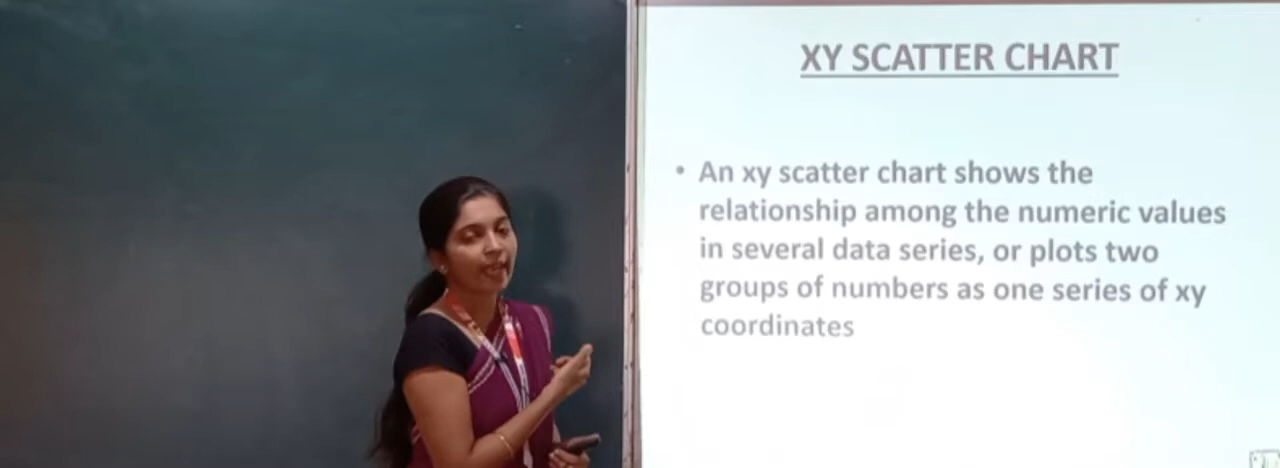 XY SCATTER CHART
• An xy scatter chart shows the
relationship among the numeric values
in several data series, or plots two
groups of numbers as one series of xy
coordinates